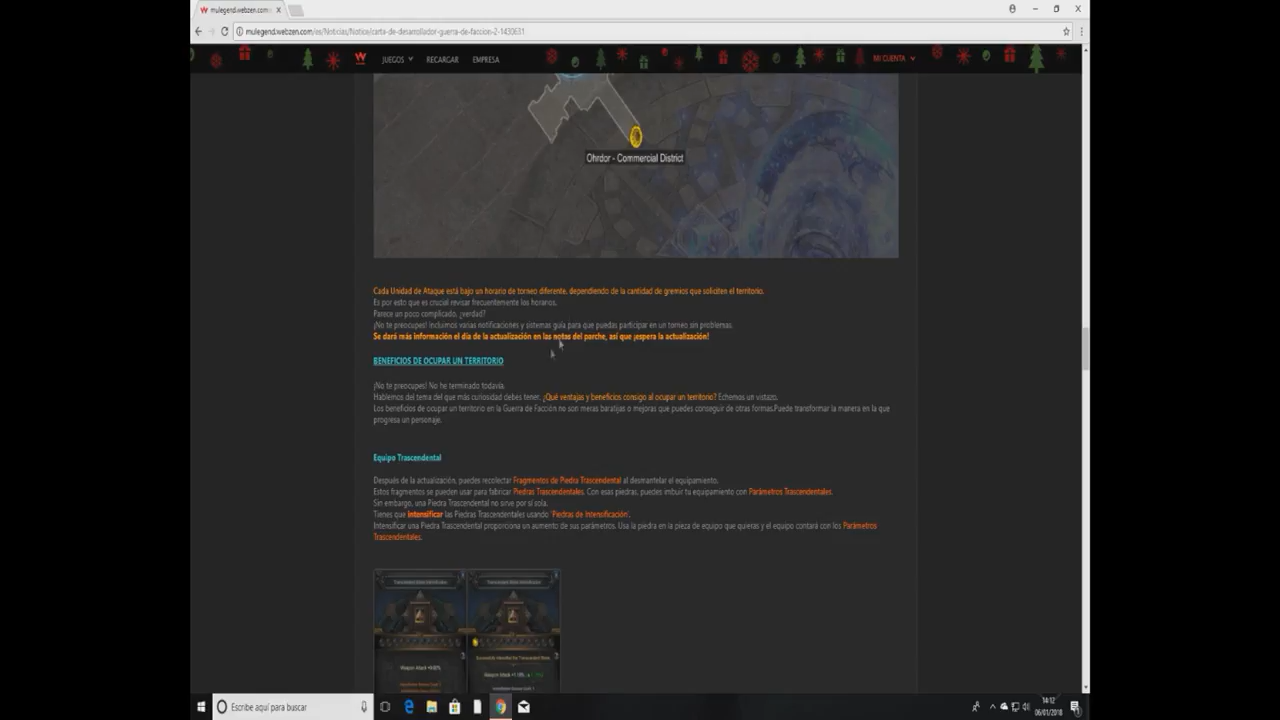 mulegend.webzen.com
mulegend.webzen.com/es/Noticias/Notice/carta-de-desarrollador-guerra-de-faccion-2-1430631
JUEGOS RECARGAR EMPRESA MI CUENTA
Ohrdor - Commercial District
Cada Unidad de Ataque está bajo un horario de torneo diferente, dependiendo de la cantidad de gremios que soliciten el territorio.
Es por esto que es crucial revisar frecuentemente los horarios.
Parece un poco complicado, ¿verdad?
¡No te preocupes! Incluimos varias notificaciones y sistemas guía para que puedas participar en un torneo sin problemas.
Se dará más información el día de la actualización en las notas del parche, así que ¡espera la actualización!
BENEFICIOS DE OCUPAR UN TERRITORIO
¡No te preocupes! No he terminado todavía.
Hablemos del tema del que más curiosidad debes tener. ¿Qué ventajas y beneficios consigo al ocupar un territorio? Echemos un vistazo.
Los beneficios de ocupar un territorio en la Guerra de Facción no son meras baratijas o mejoras que puedes conseguir de otras formas.Puede transformar la manera en la que
progresa un personaje.
Equipo Trascendental
Después de la actualización, puedes recolectar Fragmentos de Piedra Trascendental al desmantelar el equipamiento.
Estos fragmentos se pueden usar para fabricar Piedras Trascendentales. Con esas piedras, puedes imbuir tu equipamiento con Parámetros Trascendentales.
Sin embargo, una Piedra Trascendental no sirve por sí sola.
Tienes que intensificar las Piedras Trascendentales usando 'Piedras de Intensificación'.
Intensificar una Piedra Trascendental proporciona un aumento de sus parámetros. Usa la piedra en la pieza de equipo que quieras y el equipo contará con los Parámetros
Trascendentales.
Escribe aquí para buscar
14:12
06/01/2018